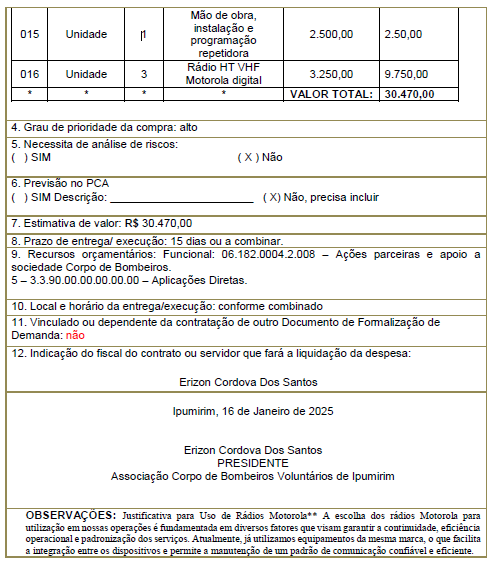 015 Unidade 1 Mão de obra, instalação e programação repetidora 2.500,00 2.50,00
016 Unidade 3 Rádio HT VHF Motorola digital 3.250,00 9.750,00
* * * * VALOR TOTAL: 30.470,00
4. Grau de prioridade da compra: alto
5. Necessita de análise de riscos:
( ) SIM ( X ) Não
6. Previsão no PCA
( ) SIM Descrição: ________________________ ( X) Não, precisa incluir
7. Estimativa de valor: R$ 30.470,00
8. Prazo de entrega/ execução: 15 dias ou a combinar.
9. Recursos orçamentários: Funcional: 06.182.0004.2.008 – Ações parceiras e apoio a
sociedade Corpo de Bombeiros.
5 – 3.3.90.00.00.00.00.00 – Aplicações Diretas.
10. Local e horário da entrega/execução: conforme combinado
11. Vinculado ou dependente da contratação de outro Documento de Formalização de
Demanda: não
12. Indicação do fiscal do contrato ou servidor que fará a liquidação da despesa:
Erizon Cordova Dos Santos
Ipumirim, 16 de Janeiro de 2025
Erizon Cordova Dos Santos
PRESIDENTE
Associação Corpo de Bombeiros Voluntários de Ipumirim
OBSERVAÇÕES: Justificativa para Uso de Rádios Motorola** A escolha dos rádios Motorola para
utilização em nossas operações é fundamentada em diversos fatores que visam garantir a continuidade, eficiência
operacional e padronização dos serviços. Atualmente, já utilizamos equipamentos da mesma marca, o que facilita
a integração entre os dispositivos e permite a manutenção de um padrão de comunicação confiável e eficiente.